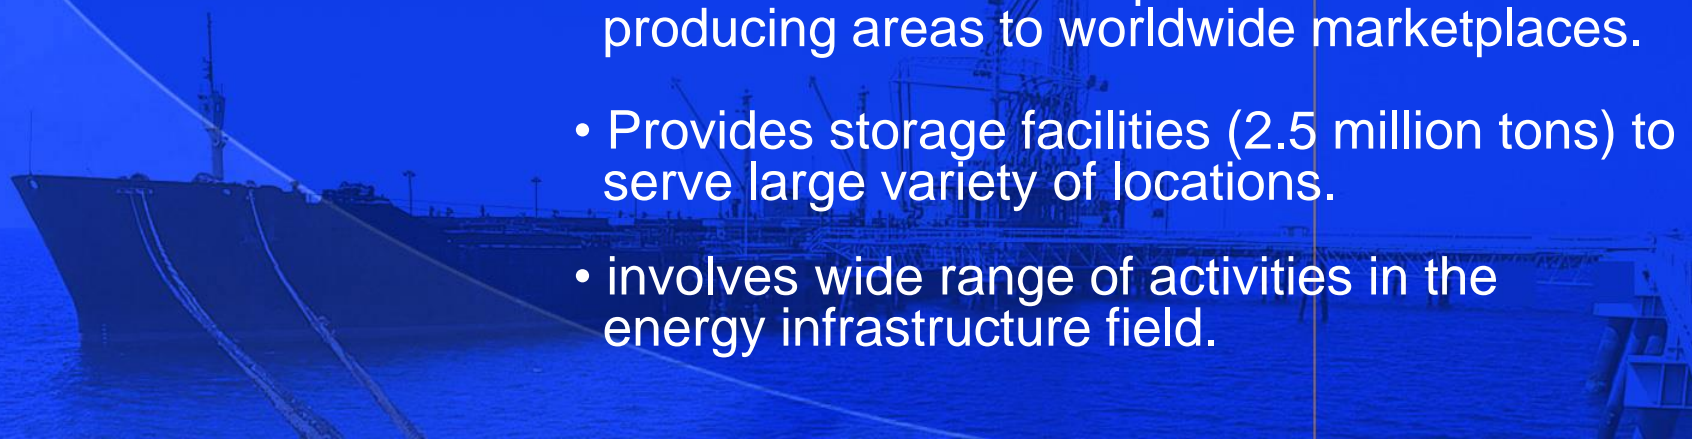 producing areas to worldwide marketplaces.
• Provides storage facilities (2.5 million tons) to
serve large variety of locations.
• involves wide range of activities in the
energy infrastructure field.